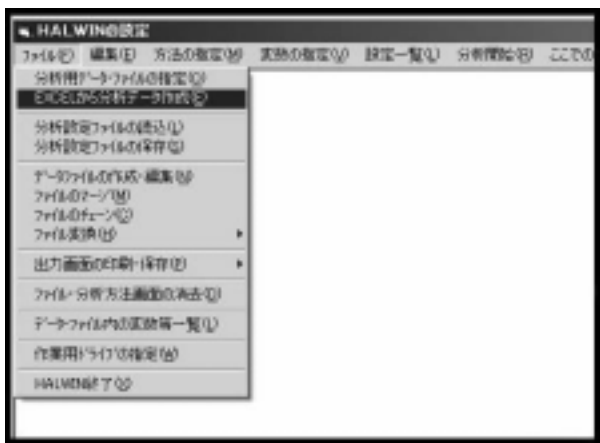 HALWINの設定
ファイル(F) 編集(E) 方法の指定(M) 変数の指定(V) 設定一覧(L) 分析開始(R) ここでの
分析用データ・ファイルの指定(O)
EXCELから分析データ作成(E)
分析設定ファイルの読込(L)
分析設定ファイルの保存(S)
データファイルの作成・編集(W)
ファイルのマージ(M)
ファイルのチェーン(C)
ファイル変換(H)
出力画面の印刷・保存(P)
ファイル・分析方法画面の消去(D)
データ・ファイル内の変数等一覧(L)
作業用ドライブの指定(W)
HALWIN終了(X)